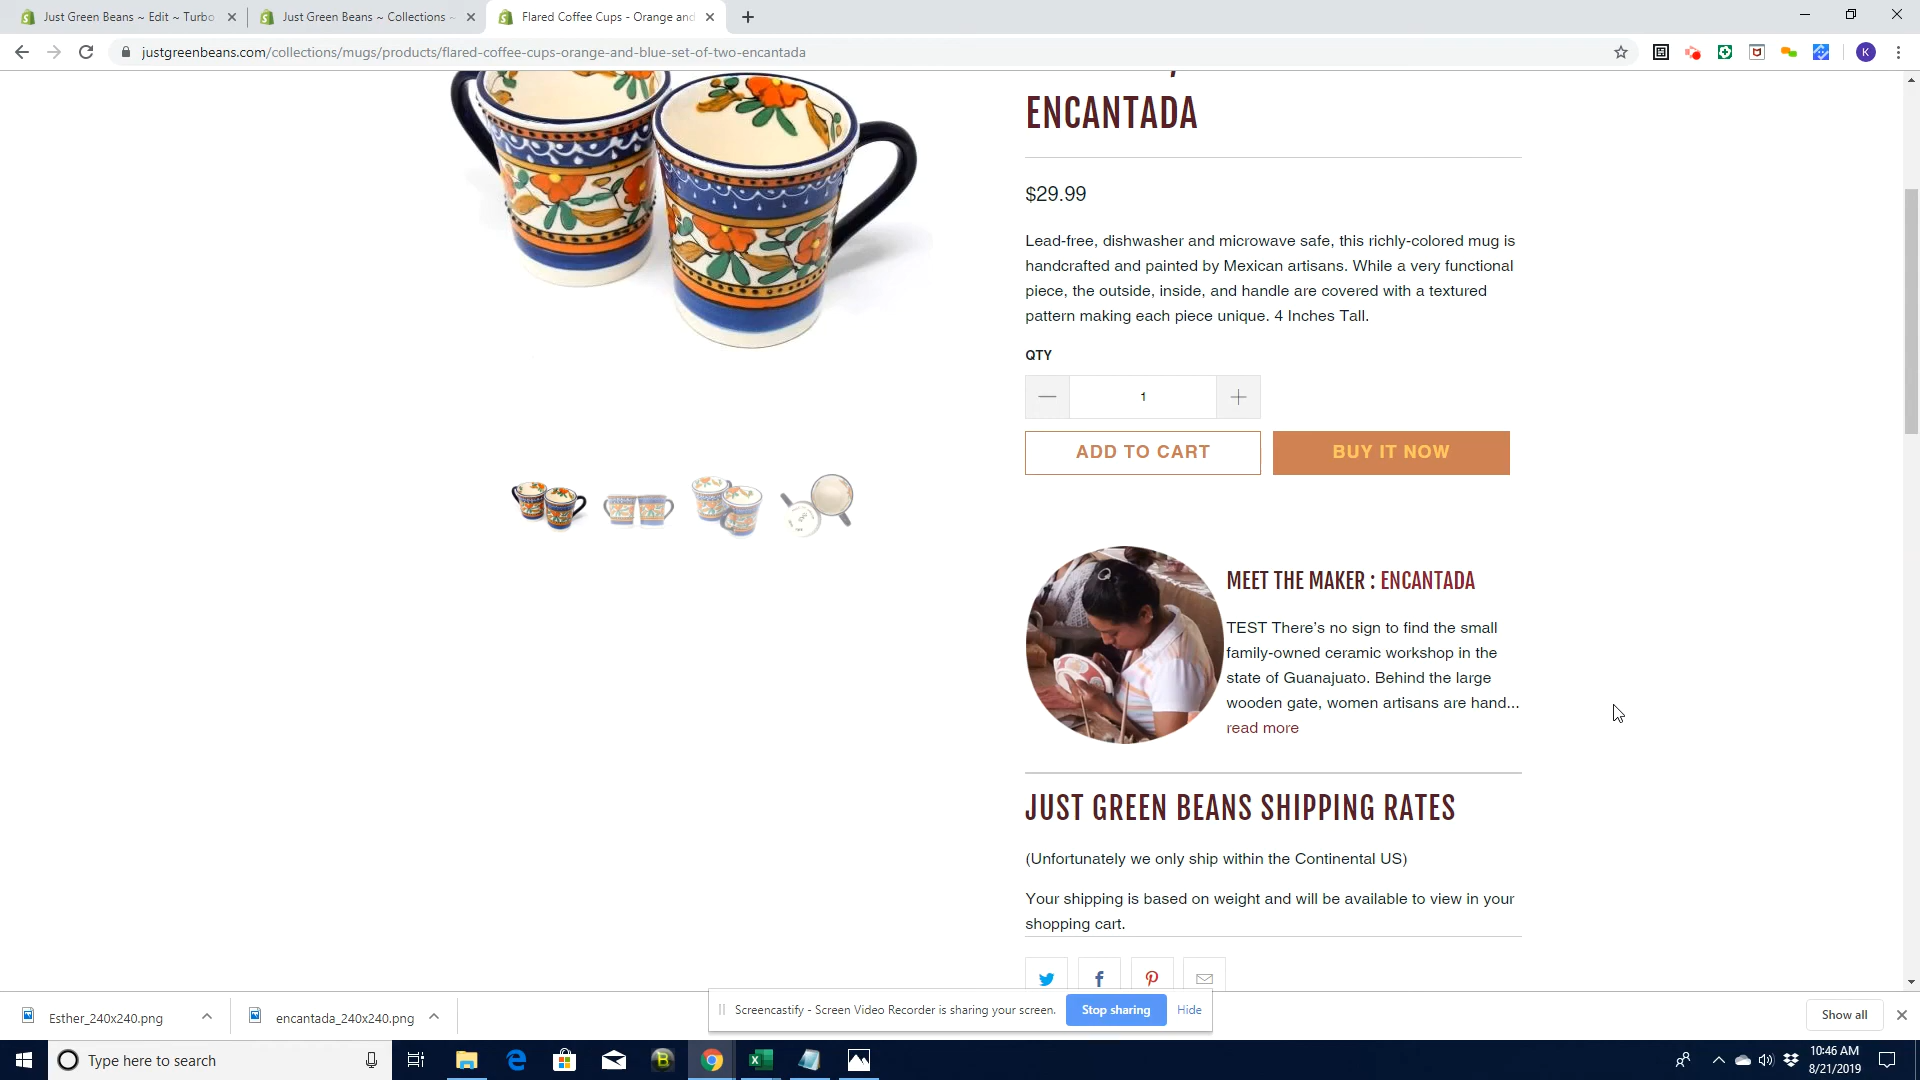 Just Green Beans ~ Edit ~ Turbo
Just Green Beans ~ Collections ~
Flared Coffee Cups - Orange and
justgreenbeans.com/collections/mugs/products/flared-coffee-cups-orange-and-blue-set-of-two-encantada
K
ENCANTADA
$29.99
Lead-free, dishwasher and microwave safe, this richly-colored mug is
handcrafted and painted by Mexican artisans. While a very functional
piece, the outside, inside, and handle are covered with a textured
pattern making each piece unique. 4 Inches Tall.
QTY
1
ADD TO CART
BUY IT NOW
MEET THE MAKER : ENCANTADA
TEST There’s no sign to find the small
family-owned ceramic workshop in the
state of Guanajuato. Behind the large
wooden gate, women artisans are hand...
read more
JUST GREEN BEANS SHIPPING RATES
(Unfortunately we only ship within the Continental US)
Your shipping is based on weight and will be available to view in your
shopping cart.
Esther_240x240.png
encantada_240x240.png
Screencastify - Screen Video Recorder is sharing your screen.
Stop sharing
Hide
Show all
Type here to search
10:46 AM
8/21/2019